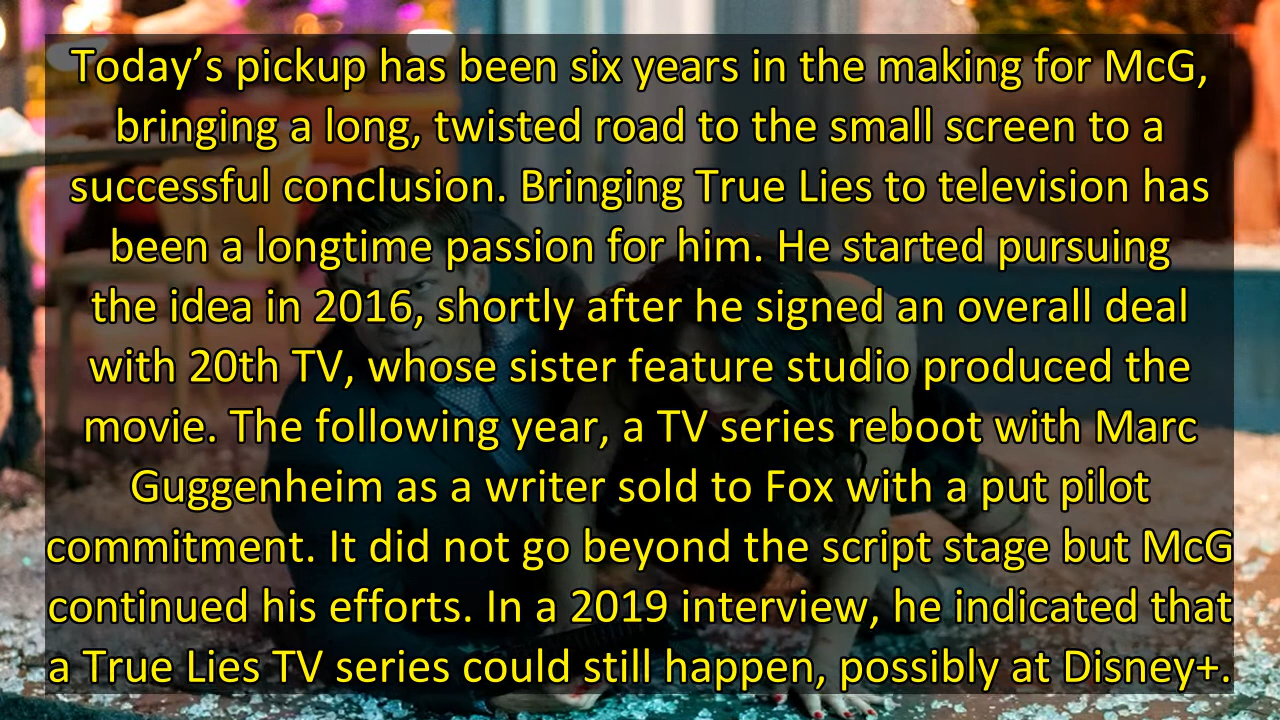 Today’s pickup has been six years in the making for McG,
bringing a long, twisted road to the small screen to a
successful conclusion. Bringing True Lies to television has
been a longtime passion for him. He started pursuing
the idea in 2016, shortly after he signed an overall deal
with 20th TV, whose sister feature studio produced the
movie. The following year, a TV series reboot with Marc
Guggenheim as a writer sold to Fox with a put pilot
commitment. It did not go beyond the script stage but McG
continued his efforts. In a 2019 interview, he indicated that
a True Lies TV series could still happen, possibly at Disney+.